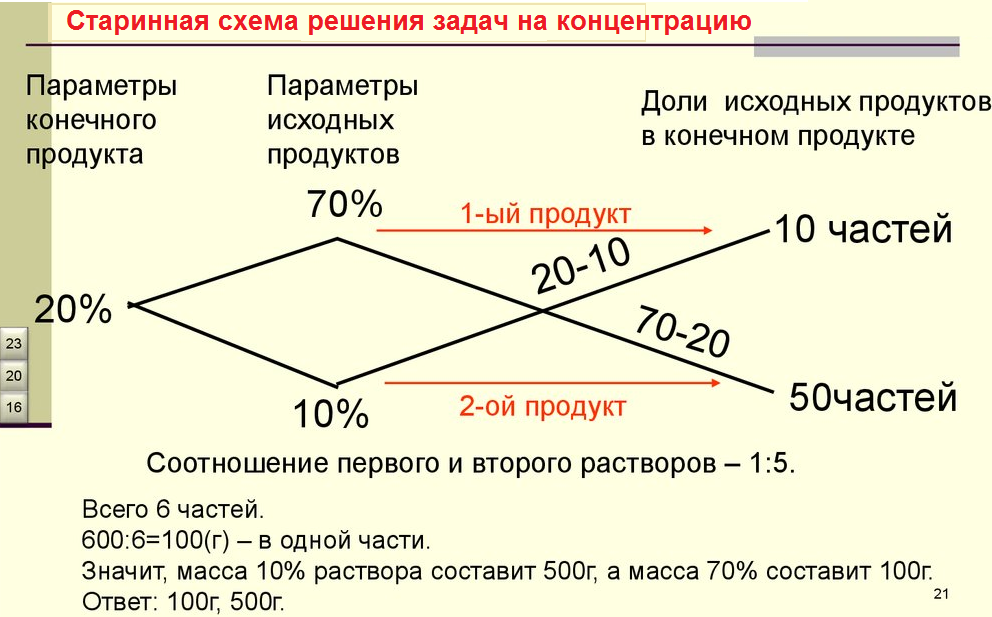 Старинная схема решения задач на концентрацию
Параметры
конечного
продукта
Параметры
исходных
продуктов
Доли исходных продуктов
в конечном продукте
70%
1-ый продукт
10 частей
20-10
20%
70-20
23
20
16
10%
2-ой продукт
50частей
Соотношение первого и второго растворов – 1:5.
Всего 6 частей.
600:6=100(г) – в одной части.
Значит, масса 10% раствора составит 500г, а масса 70% составит 100г.
Ответ: 100г, 500г.
21